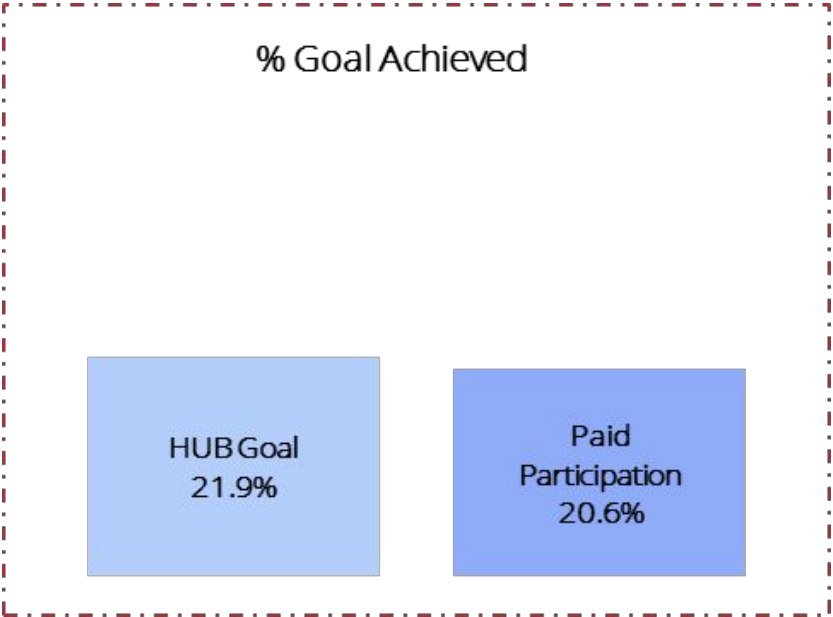 % Goal Achieved
HUB Goal
21.9%
Paid
Participation
20.6%